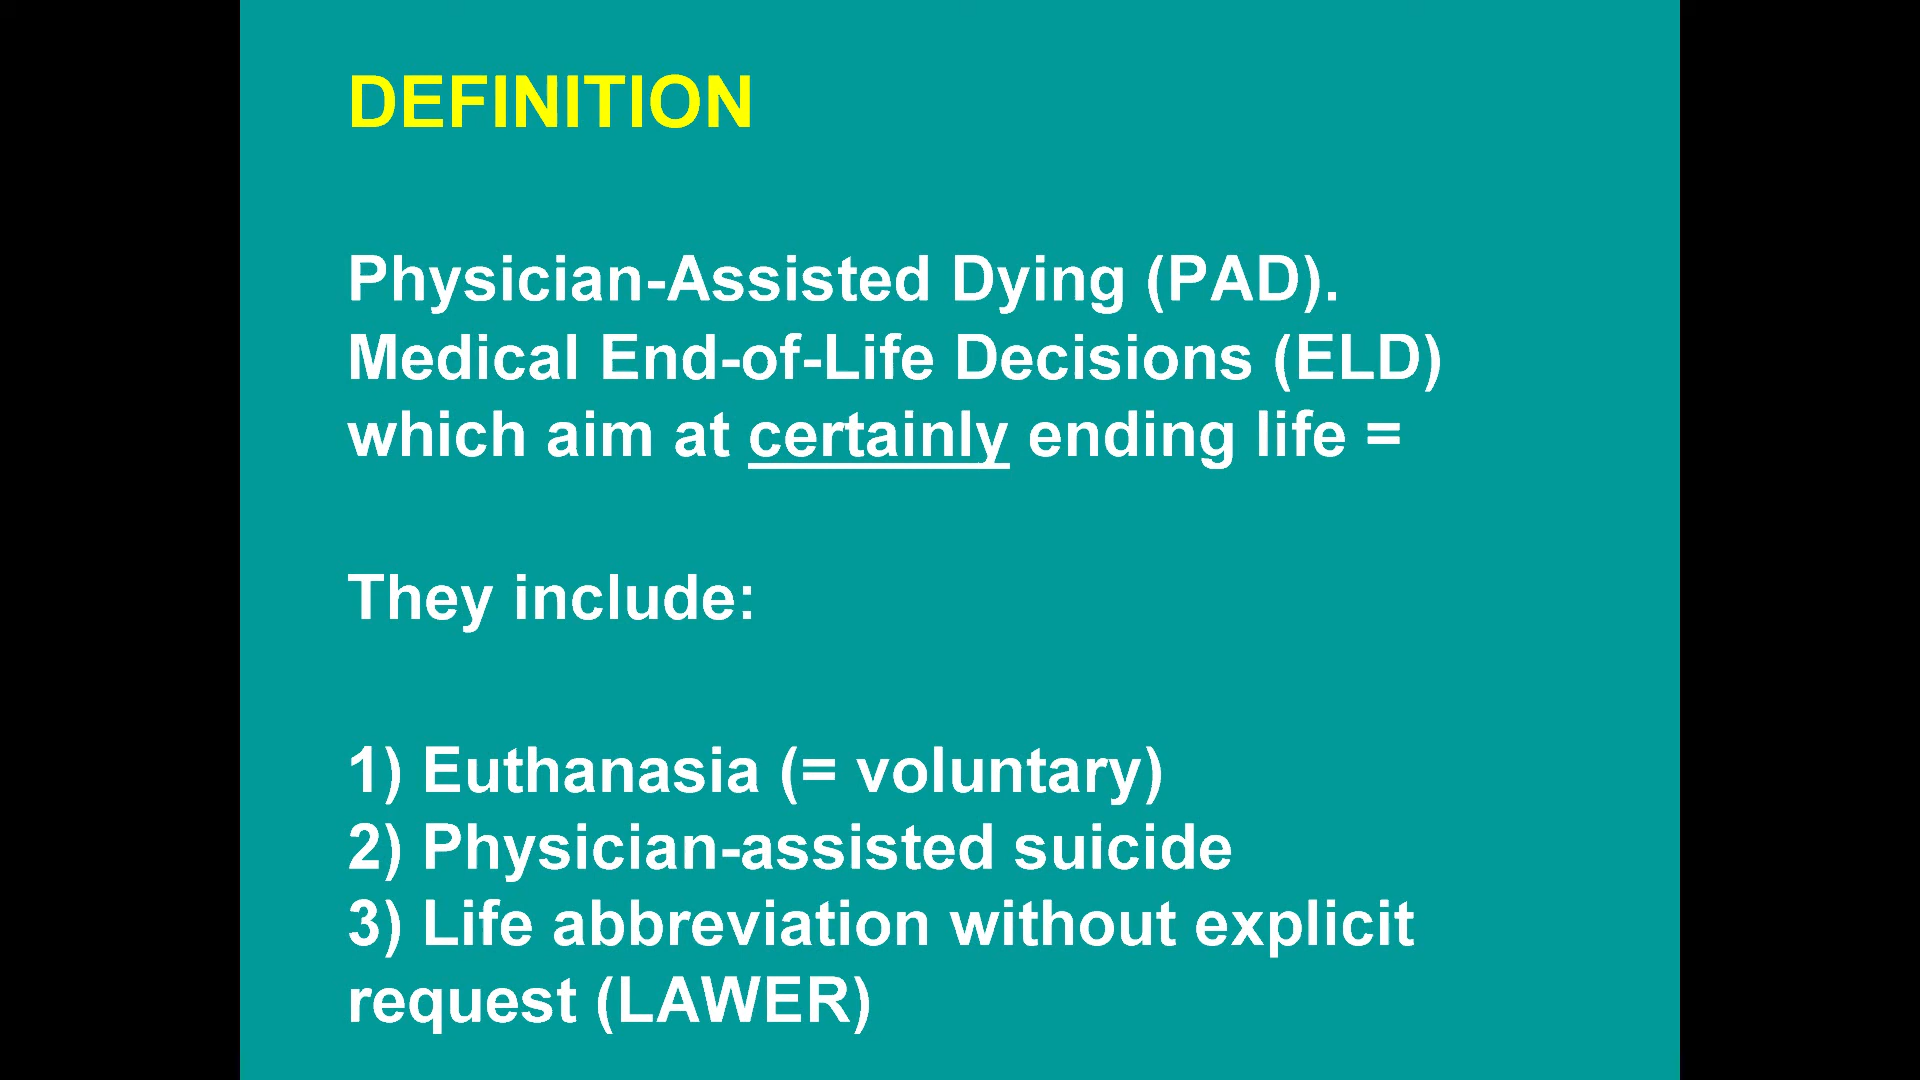 DEFINITION
Physician-Assisted Dying (PAD).
Medical End-of-Life Decisions (ELD)
which aim at certainly ending life =
They include:
1) Euthanasia (= voluntary)
2) Physician-assisted suicide
3) Life abbreviation without explicit
request (LAWER)